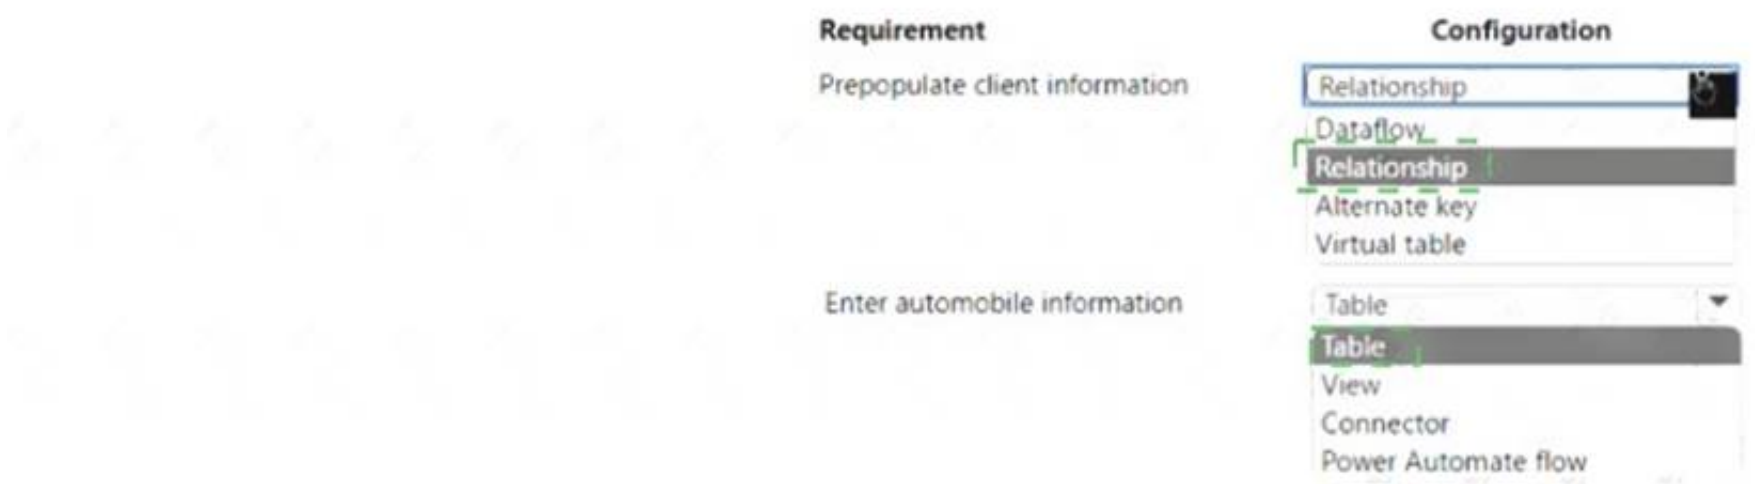 Requirement Configuration
Prepopulate client information Relationship
Dataflow
Relationship
Alternate key
Virtual table
Enter automobile information Table
Table
View
Connector
Power Automate flow